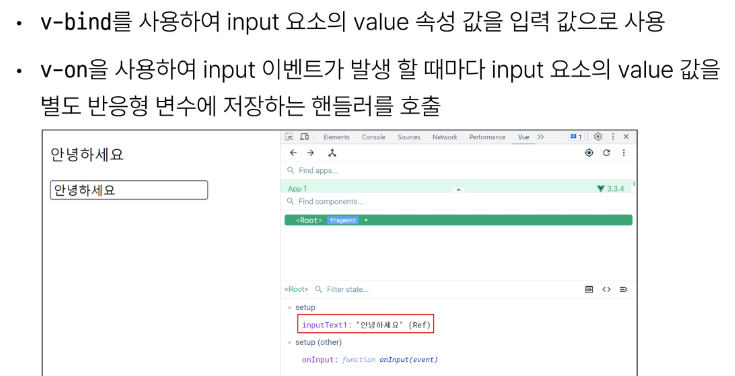 • v-bind를 사용하여 input 요소의 value 속성 값을 입력 값으로 사용
• v-on을 사용하여 input 이벤트가 발생 할 때마다 input 요소의 value 값을
별도 반응형 변수에 저장하는 핸들러를 호출
안녕하세요
안녕하세요
Elements Console Sources Network Performance Vue >> 1
Find apps...
App 1 3.3.4
Find components...
<Root> fragment
<Root> Filter state...
setup
inputText1: "안녕하세요" (Ref)
setup (other)
onInput: function onInput(event)